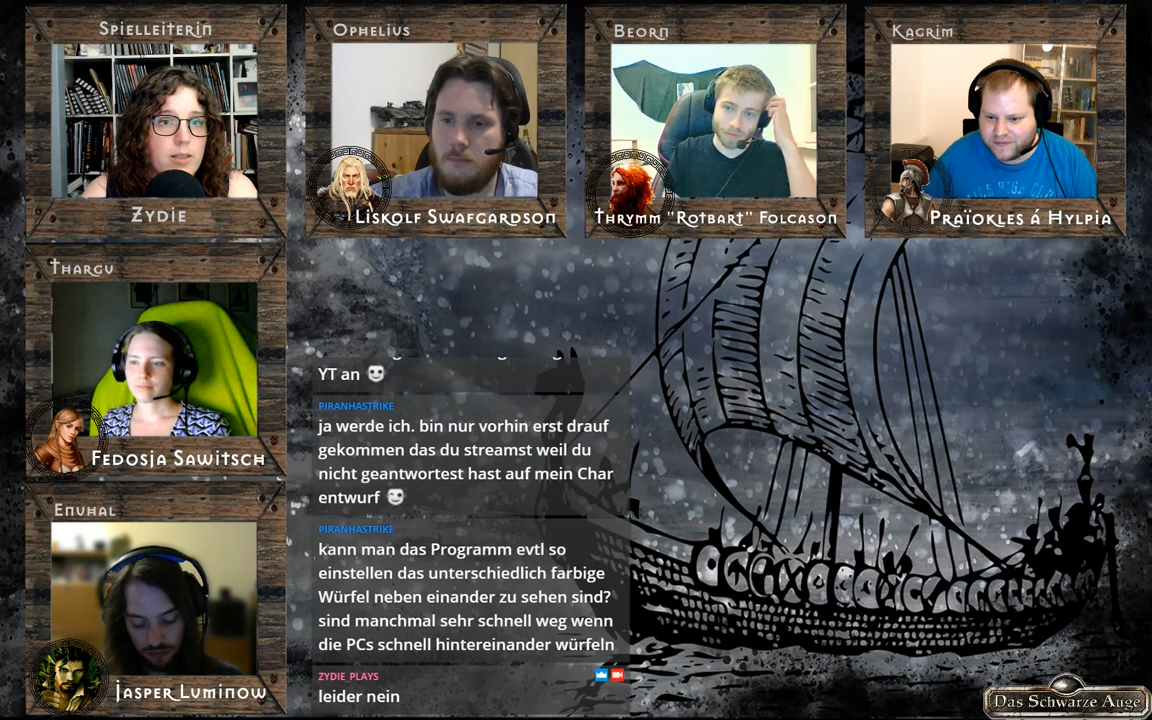 Spielleiterin
Zydie
Ophelius
Liskolf Swafgardson
Beorn
Thrymm "Rotbart" Folcason
Kagrim
Praïokles á Hylpia
Thargu
Fedosja Sawitsch
Enuhal
Jasper Luminow
YT an
PIRANHASTRIKE
ja werde ich. bin nur vorhin erst drauf
gekommen das du streamst weil du
nicht geantwortest hast auf mein Char
entwurf
PIRANHASTRIKE
kann man das Programm evtl so
einstellen das unterschiedlich farbige
Würfel neben einander zu sehen sind?
sind manchmal sehr schnell weg wenn
die PCs schnell hintereinander würfeln
ZYDIE_PLAYS
leider nein
Das Schwarze Auge